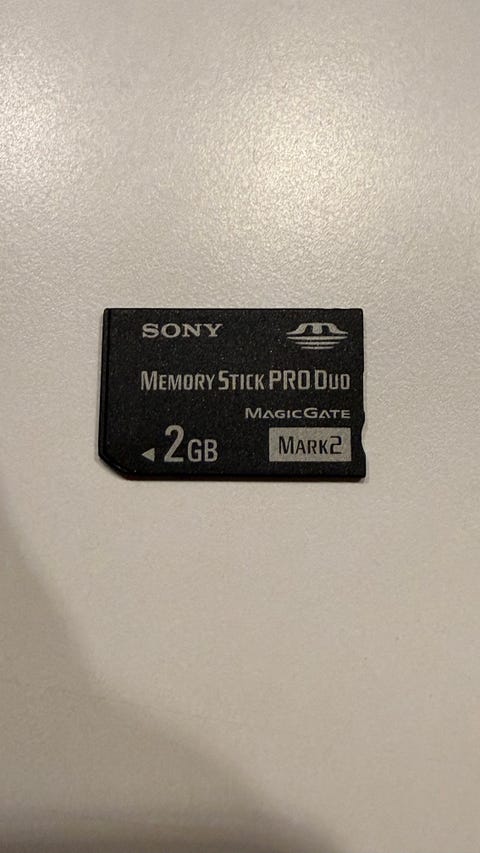 SONY
MEMORY STICK PRO DUO
MAGICGATE
2GB
MARK2